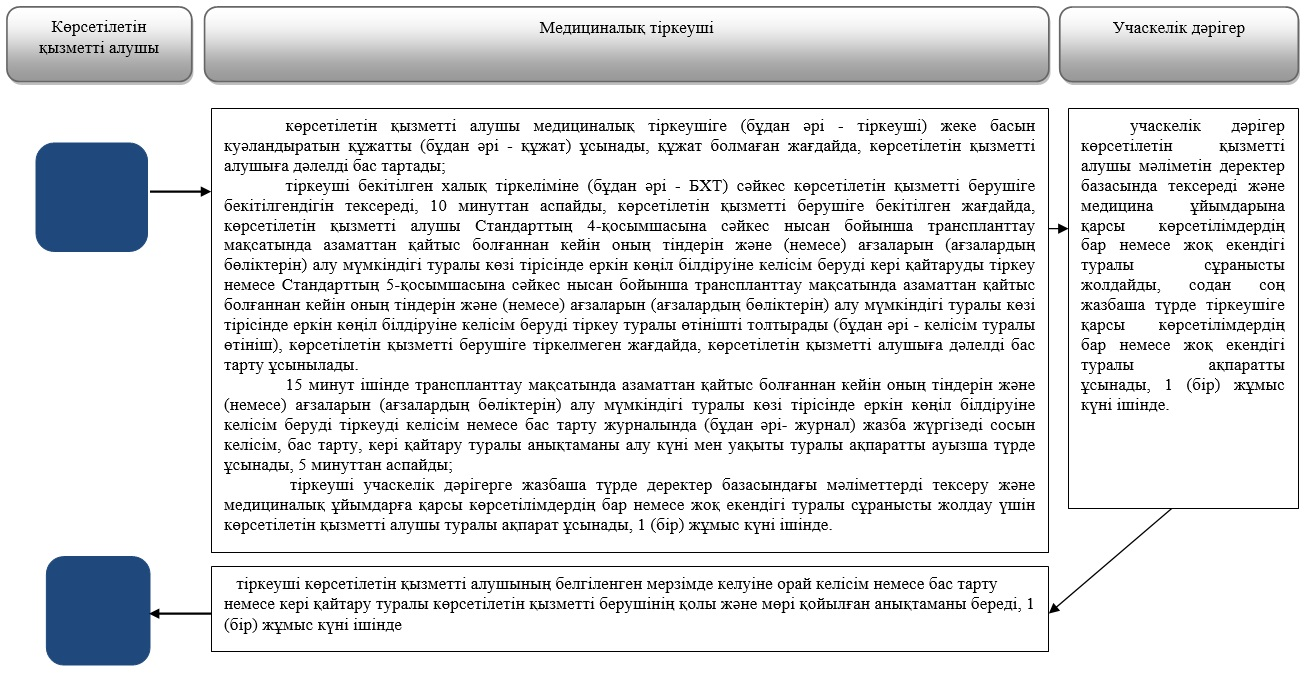 Көрсетілетін
қызметті алушы
Медициналық тіркеуші
Учаскелік дәрігер
көрсетілетін қызметті алушы медициналық тіркеушіге (бұдан әрі - тіркеуші) жеке басын
куәландыратын құжатты (бұдан әрі - құжат) ұсынады, құжат болмаған жағдайда, көрсетілетін қызметті
алушыға дәлелді бас тартады;
тіркеуші бекітілген халық тіркеліміне (бұдан әрі - БХТ) сәйкес көрсетілетін қызметті берушіге
бекітілгендігін тексереді, 10 минуттан аспайды, көрсетілетін қызметті берушіге бекітілген жағдайда,
көрсетілетін қызметті алушы Стандарттың 4-қосымшасына сәйкес нысан бойынша трансплантtau
мақсатында азаматтан қайтыс болғаннан кейін оның тіндерін және (немесе) ағзаларын (ағзалардың
бөліктерін) алу мүмкіндігі туралы көзі тірісінде еркін көңіл білдіруіне келісім беруді кері қайтаруды тіркеу
немесе Стандарттың 5-қосымшасына сәйкес нысан бойынша трансплантттау мақсатында азаматтан қайтыс
болғаннан кейін оның тіндерін және (немесе) ағзаларын (ағзалардың бөліктерін) алу мүмкіндігі туралы көзі
тірісінде еркін көңіл білдіруіне келісім беруді тіркеу туралы өтінішті толтырады (бұдан әрі - келісім туралы
өтініш), көрсетілетін қызметті берушіге тіркелмеген жағдайда, көрсетілетін қызметті алушыға дәлелді бас
тарту ұсынылады.
15 минут ішінде трансплантттау мақсатында азаматтан қайтыс болғаннан кейін оның тіндерін және
(немесе) ағзаларын (ағзалардың бөліктерін) алу мүмкіндігі туралы көзі тірісінде еркін көңіл білдіруіне
келісім беруді тіркеуді келісім немесе бас тарту журналында (бұдан әрі- журнал) жазба жүргізеді сосын
келісім, бас тарту, кері қайтару туралы анықтаманы алу күні мен уақыты туралы ақпаратты ауызша түрде
ұсынады, 5 минуттан аспайды;
тіркеуші учаскелік дәрігерге жазбаша түрде деректер базасындағы мәліметтерді тексеру және
медициналық ұйымдарға қарсы көрсетілімдердің бар немесе жоқ екендігі туралы сұранысты жолдау үшін
көрсетілетін қызметті алушы туралы ақпарат ұсынады, 1 (бір) жұмыс күні ішінде.
учаскелік дәрігер
көрсетілетін қызметті
алушы мәліметін деректер
базасында тексереді және
медицина ұйымдарына
қарсы көрсетілімдердің
бар немесе жоқ екендігі
туралы сұранысты
жолдайды, содан соң
жазбаша түрде тіркеушіге
қарсы көрсетілімдердің
бар немесе жоқ екендігі
туралы ақпаратты
ұсынады, 1 (бір) жұмыс
күні ішінде.
тіркеуші көрсетілетін қызметті алушының белгіленген мерзімде келуіне орай келісім немесе бас тарту
немесе кері қайтару туралы көрсетілетін қызметті берушінің қолы және мөрі қойылған анықтаманы береді, 1
(бір) жұмыс күні ішінде